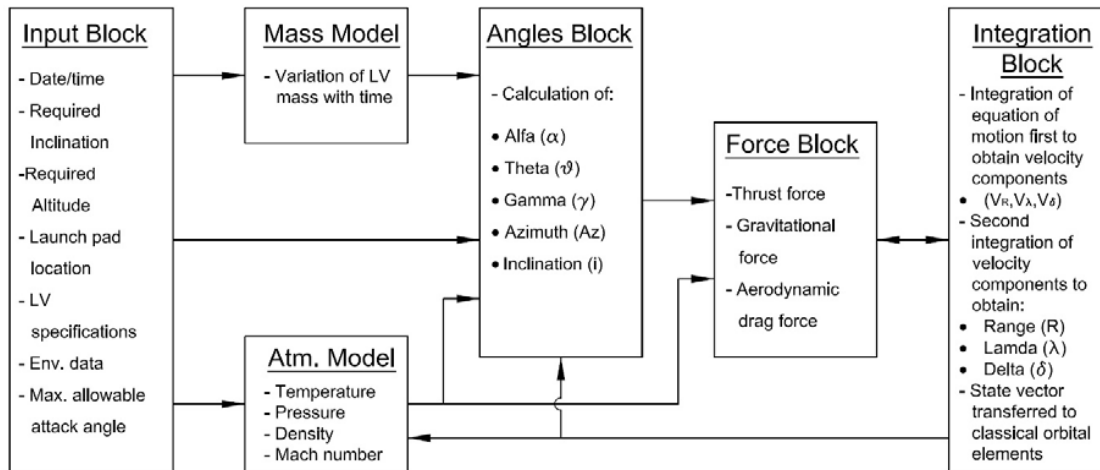 Input Block
- Date/time
- Required
Inclination
-Required
Altitude
- Launch pad
location
- LV
specifications
- Env. data
- Max. allowable
attack angle
Mass Model
- Variation of LV
mass with time
Atm. Model
- Temperature
- Pressure
- Density
- Mach number
Angles Block
- Calculation of:
• Alfa (α)
• Theta (ϑ)
• Gamma (γ)
• Azimuth (Az)
• Inclination (i)
Force Block
-Thrust force
- Gravitational
force
- Aerodynamic
drag force
Integration
Block
- Integration of
equation of
motion first to
obtain velocity
components
• (VR,Vλ,Vδ)
- Second
integration of
velocity
components to
obtain:
• Range (R)
• Lamda (λ)
• Delta (δ)
- State vector
transferred to
classical orbital
elements